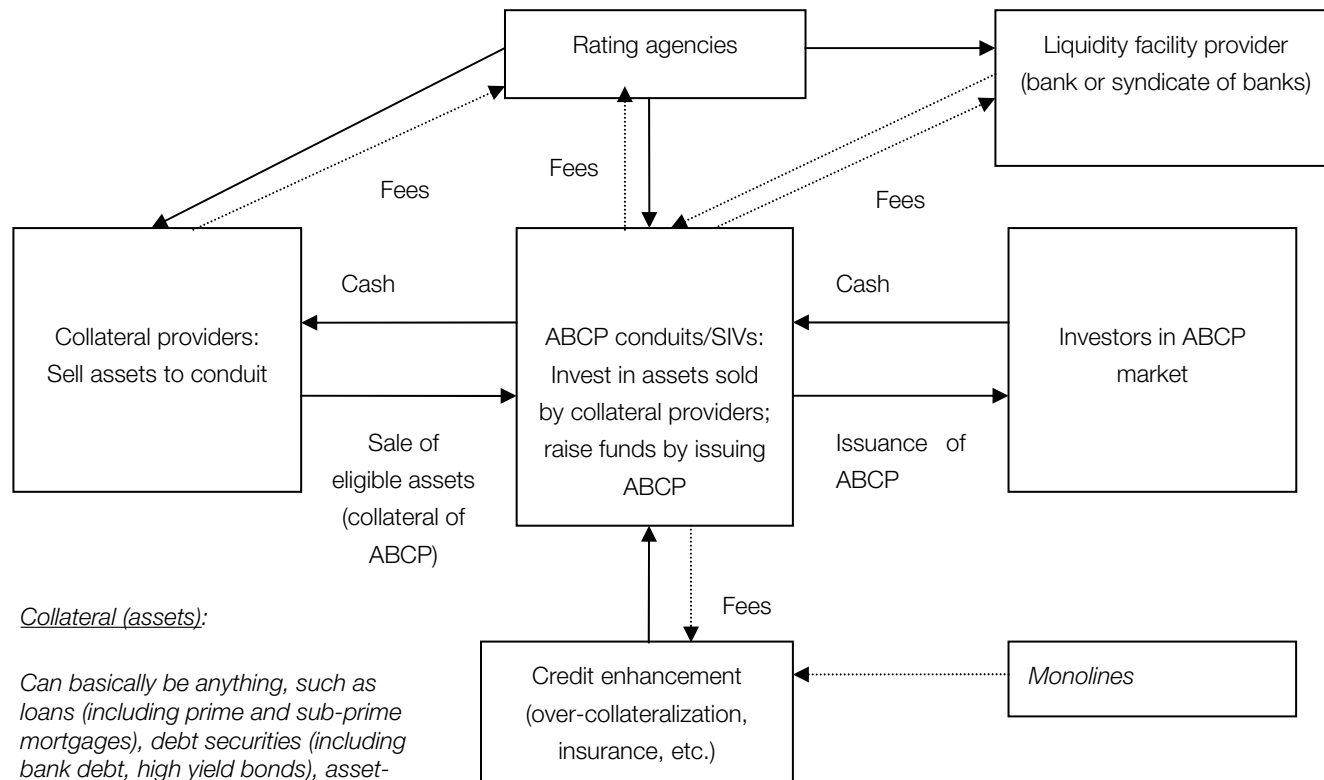 Rating agencies
Liquidity facility provider
(bank or syndicate of banks)
Fees
Fees
Fees
Cash
Cash
Collateral providers:
Sell assets to conduit
ABCP conduits/SIVs:
Invest in assets sold
by collateral providers;
raise funds by issuing
ABCP
Investors in ABCP
market
Sale of
eligible assets
(collateral of
ABCP)
Issuance of
ABCP
Fees
Collateral (assets):
Can basically be anything, such as
loans (including prime and sub-prime
mortgages), debt securities (including
bank debt, high yield bonds), asset-
Credit enhancement
(over-collateralization,
insurance, etc.)
Monolines